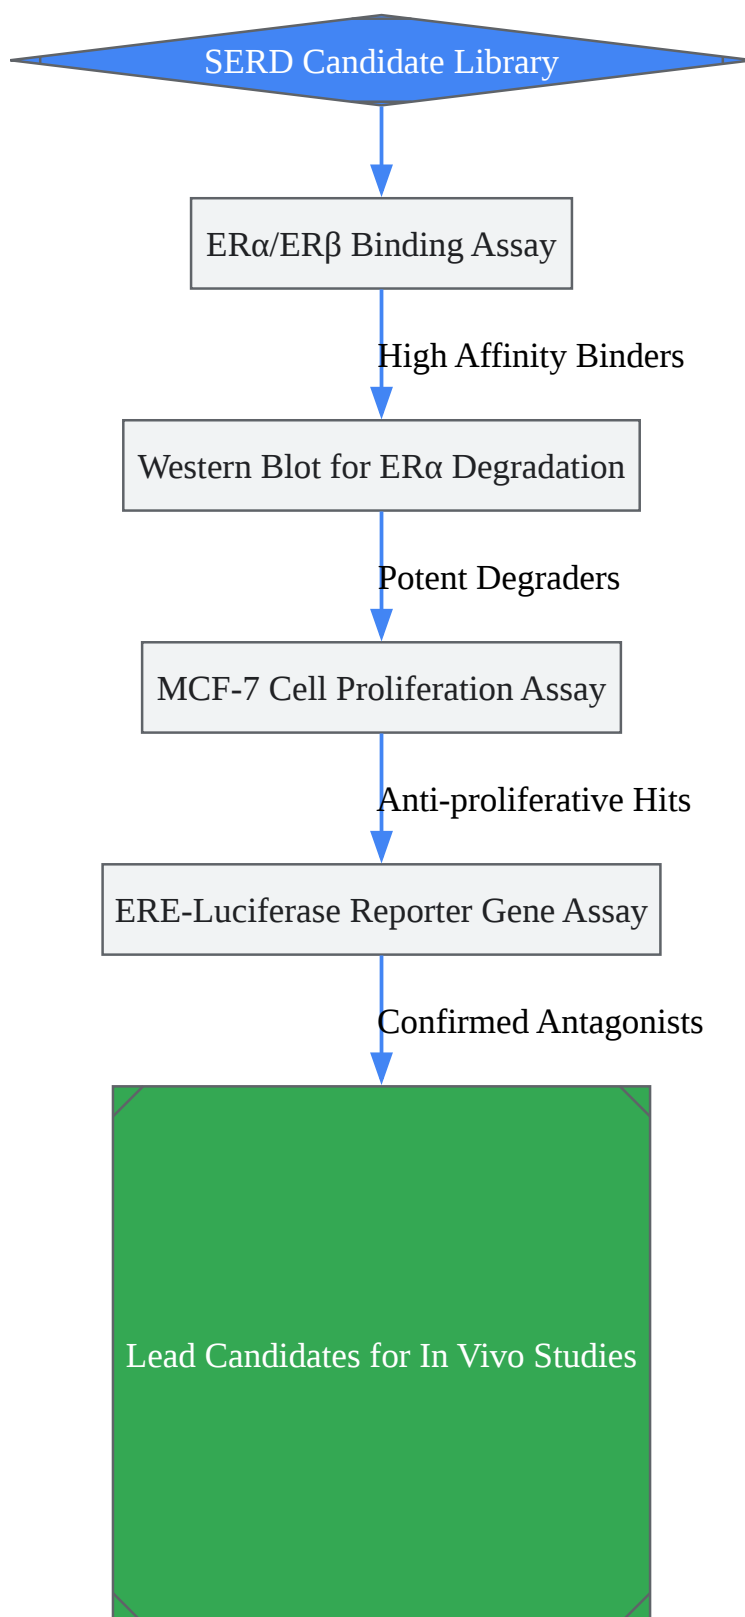 SERD Candidate Library
ERα/ERβ Binding Assay
High Affinity Binders
Western Blot for ERα Degradation
Potent Degraders
MCF-7 Cell Proliferation Assay
Anti-proliferative Hits
ERE-Luciferase Reporter Gene Assay
Confirmed Antagonists
Lead Candidates for In Vivo Studies